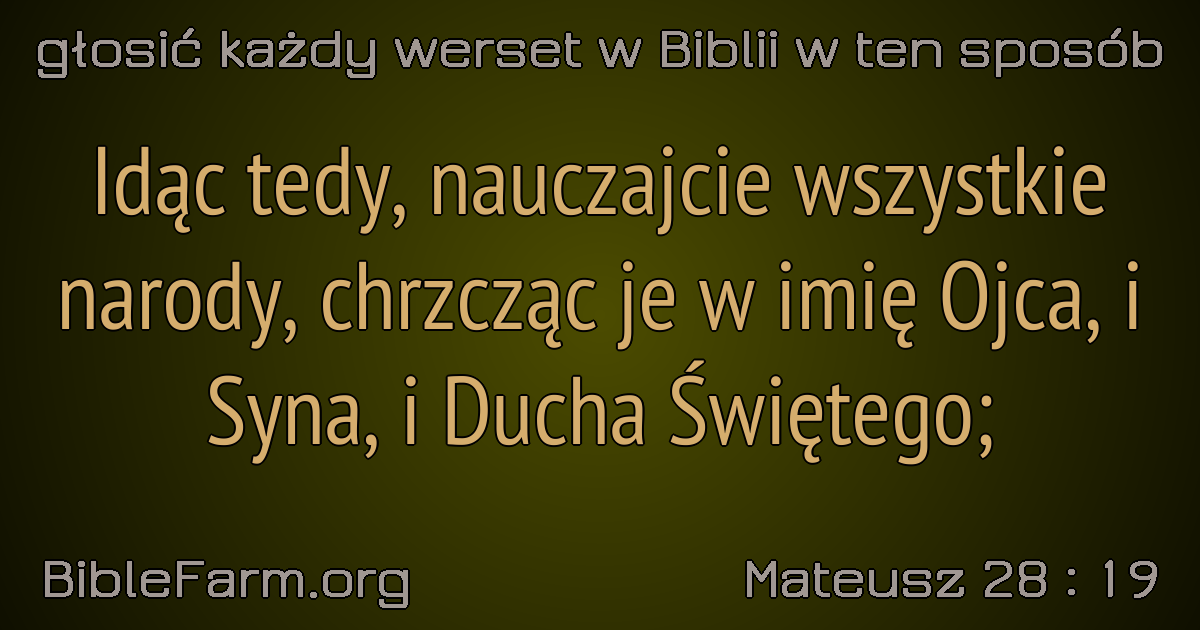 głosić każdy werset w Biblii w ten sposób
Idąc tedy, nauczajcie wszystkie
narody, chrzcząc je w imię Ojca, i
Syna, i Ducha Świętego;
BibleFarm.org
Mateusz 28 : 19